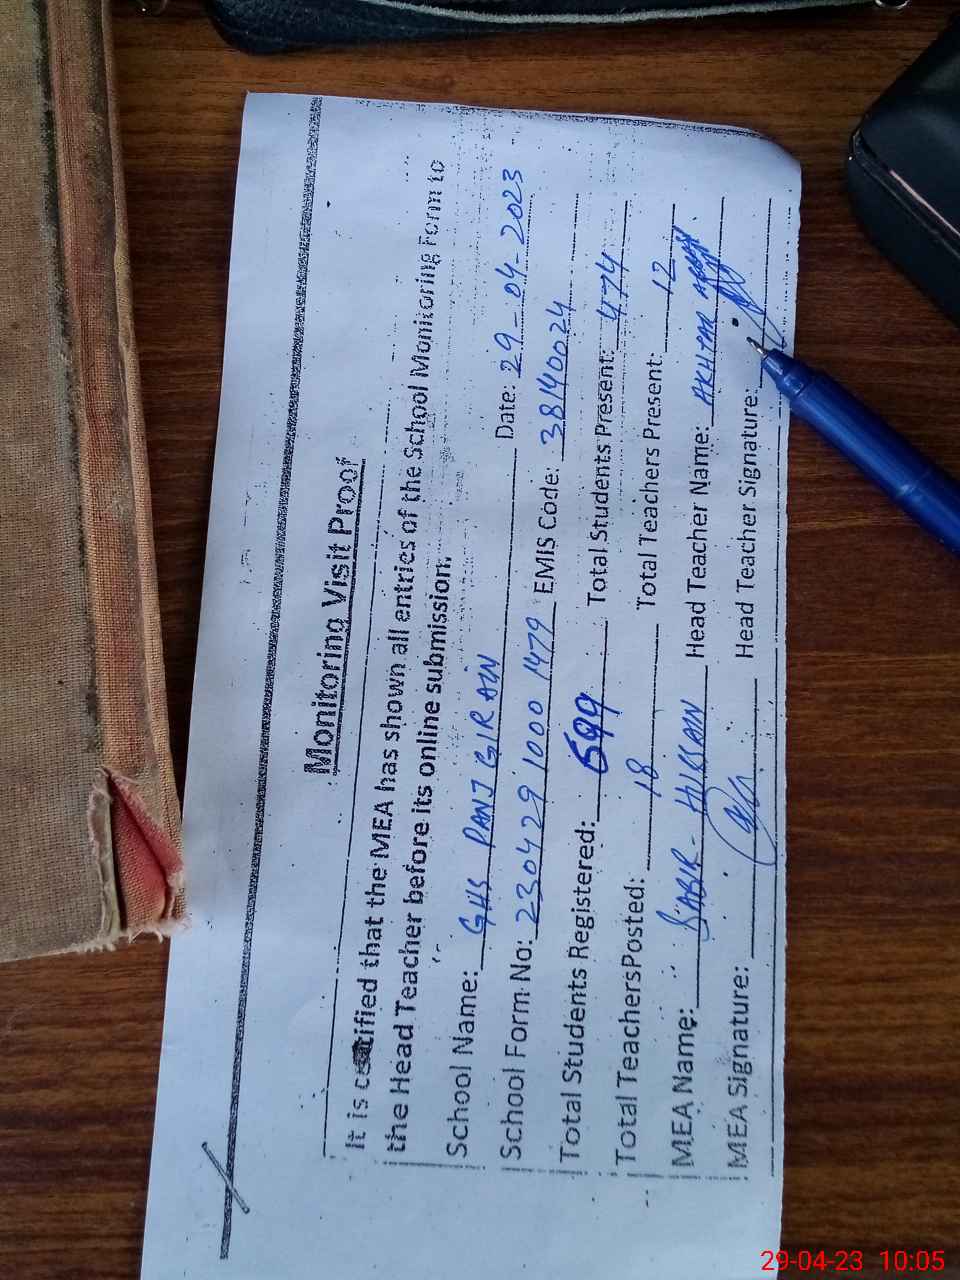 Monitoring Visit Proof
It is certified that the MEA has shown all entries of the School Monitoring Form to
the Head Teacher before its online submission.
School Name: GHS PANJ GIRAIN Date: 29-04-2023
School Form No: 230429 1000 1479 EMIS Code: 38140024
Total Students Registered: 599 Total Students Present: 474
Total Teachers Posted: 18 Total Teachers Present: 12
MEA Name: SABIR-HUSSAIN Head Teacher Name: AKHTAR
MEA Signature: Head Teacher Signature:
29-04-23 10:05